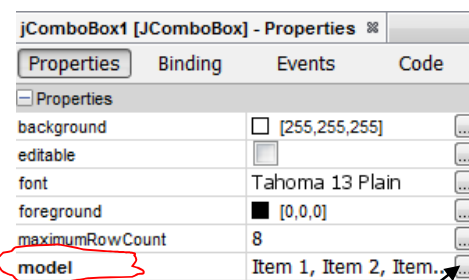 jComboBox1 [JComboBox] - Properties
Properties Binding Events Code
Properties
background [255,255,255] ...
editable ...
font Tahoma 13 Plain ...
foreground [0,0,0] ...
maximumRowCount 8 ...
model Item 1, Item 2, Item... ...